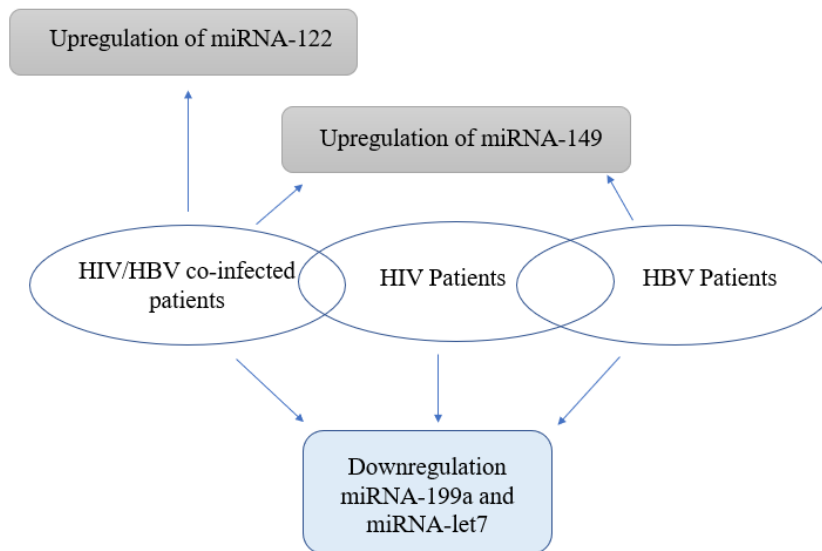 Upregulation of miRNA-122
Upregulation of miRNA-149
HIV/HBV co-infected
patients
HIV Patients
HBV Patients
Downregulation
miRNA-199a and
miRNA-let7